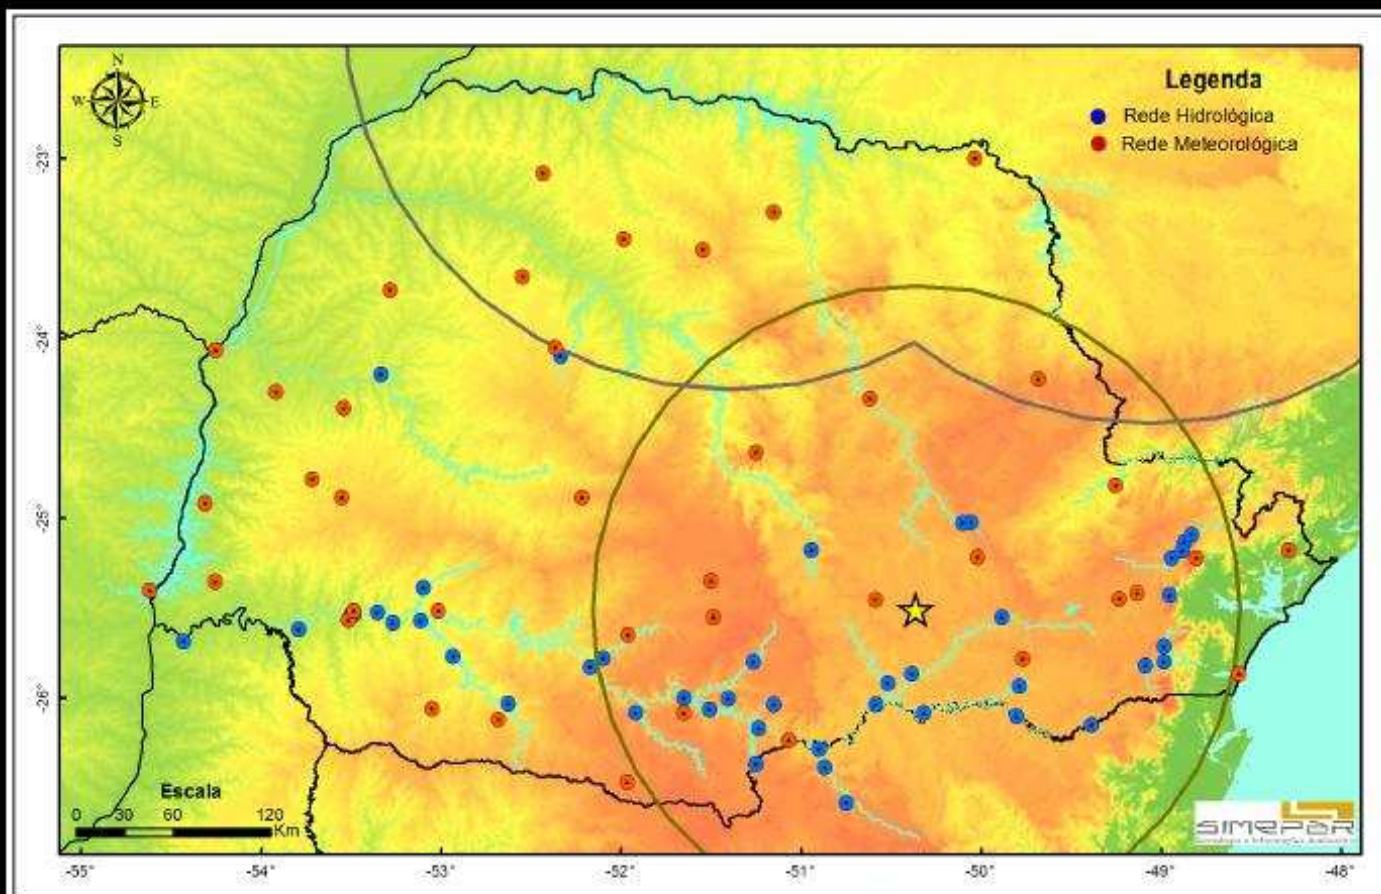 N
W E
S
Legenda
Rede Hidrológica
Rede Meteorológica
-23°
-24°
-25°
-26°
Escala
0 30 60 120
Km
SIMEPAR
-55° -54° -53° -52° -51° -50° -49° -48°